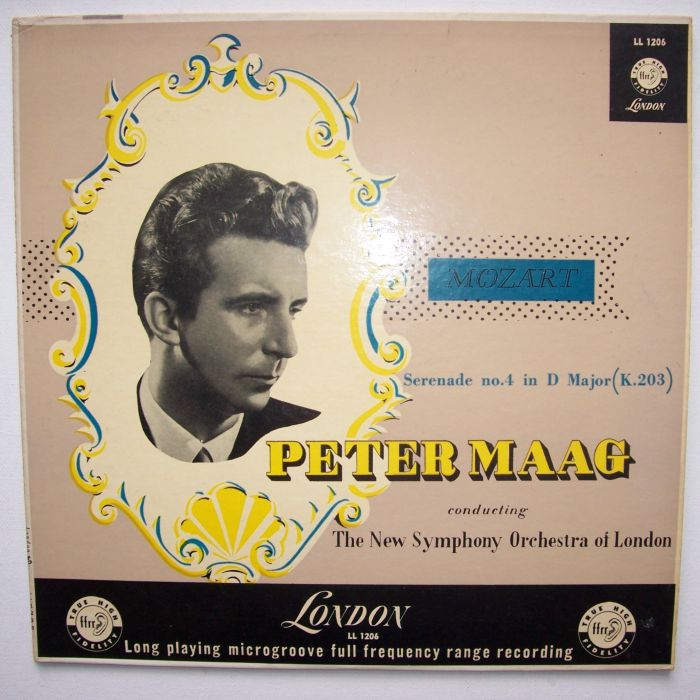 LL 1206
TRUE HIGH
ffrr
FIDELITY
LONDON
MOZART
Serenade no.4 in D Major(K.203)
PETER MAAG
conducting
The New Symphony Orchestra of London
TRUE HIGH
ffrr
FIDELITY
LONDON
LL 1206
Long playing microgroove full frequency range recording
TRUE HIGH
ffrr
FIDELITY